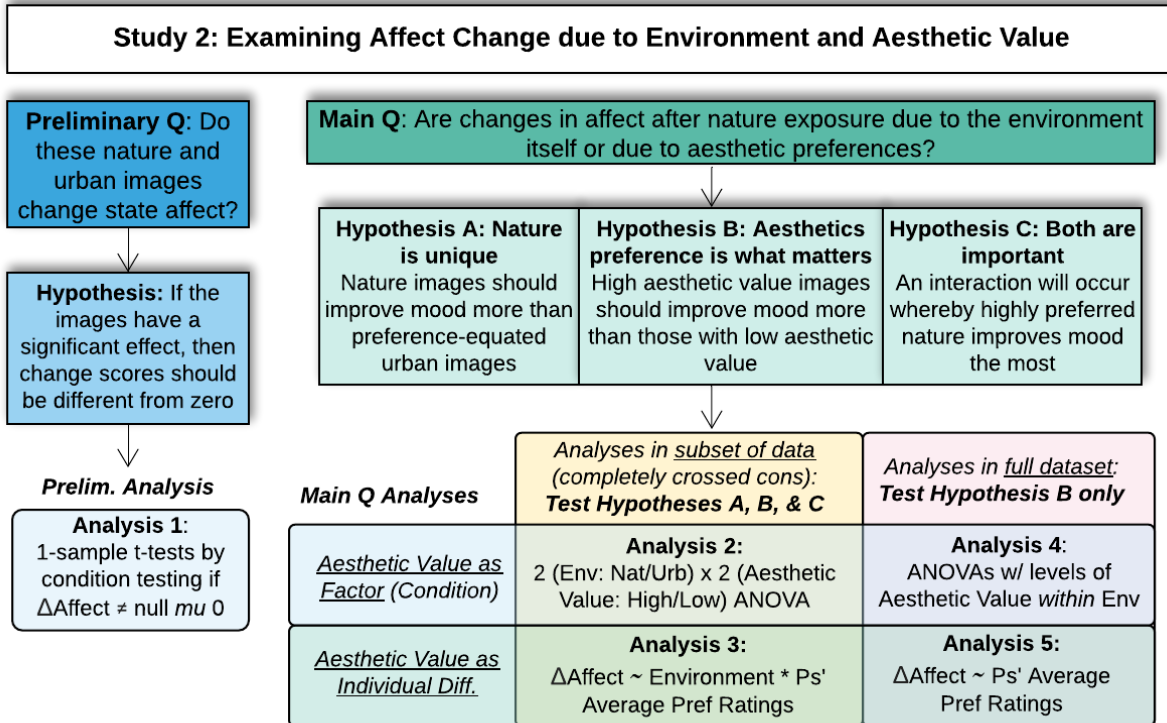 Study 2: Examining Affect Change due to Environment and Aesthetic Value
Preliminary Q: Do
these nature and
urban images
change state affect?
Hypothesis: If the
images have a
significant effect, then
change scores should
be different from zero
Prelim. Analysis
Analysis 1:
1-sample t-tests by
condition testing if
ΔAffect ≠ null mu 0
Main Q: Are changes in affect after nature exposure due to the environment
itself or due to aesthetic preferences?
Hypothesis A: Nature
is unique
Nature images should
improve mood more than
preference-equated
urban images
Hypothesis B: Aesthetics
preference is what matters
High aesthetic value images
should improve mood more
than those with low aesthetic
value
Hypothesis C: Both are
important
An interaction will occur
whereby highly preferred
nature improves mood
the most
Main Q Analyses
Analyses in subset of data
(completely crossed cons):
Test Hypotheses A, B, & C
Analyses in full dataset:
Test Hypothesis B only
Aesthetic Value as
Factor (Condition)
Analysis 2:
2 (Env: Nat/Urb) x 2 (Aesthetic
Value: High/Low) ANOVA
Analysis 4:
ANOVAs w/ levels of
Aesthetic Value within Env
Aesthetic Value as
Individual Diff.
Analysis 3:
ΔAffect ~ Environment * Ps'
Average Pref Ratings
Analysis 5:
ΔAffect ~ Ps' Average
Pref Ratings